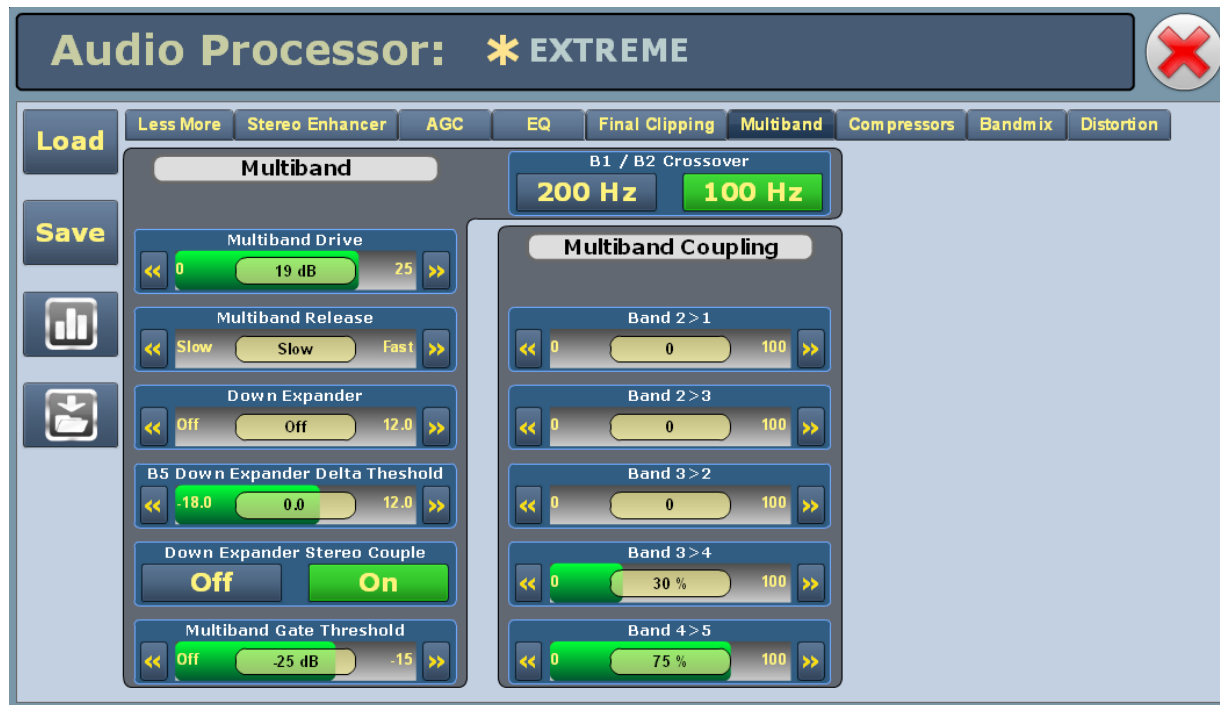 Audio Processor: * EXTREME
Load
Save
Less More Stereo Enhancer AGC EQ Final Clipping Multiband Compressors Bandmix Distortion
Multiband
B1 / B2 Crossover
200 Hz 100 Hz
Multiband Drive
<< 0 19 dB 25 >>
Multiband Release
<< Slow Slow Fast >>
Down Expander
<< Off Off 12.0 >>
B5 Down Expander Delta Theshold
<< -18.0 0.0 12.0 >>
Down Expander Stereo Couple
Off On
Multiband Gate Threshold
<< Off -25 dB -15 >>
Multiband Coupling
Band 2>1
<< 0 0 100 >>
Band 2>3
<< 0 0 100 >>
Band 3>2
<< 0 0 100 >>
Band 3>4
<< 0 30 % 100 >>
Band 4>5
<< 0 75 % 100 >>